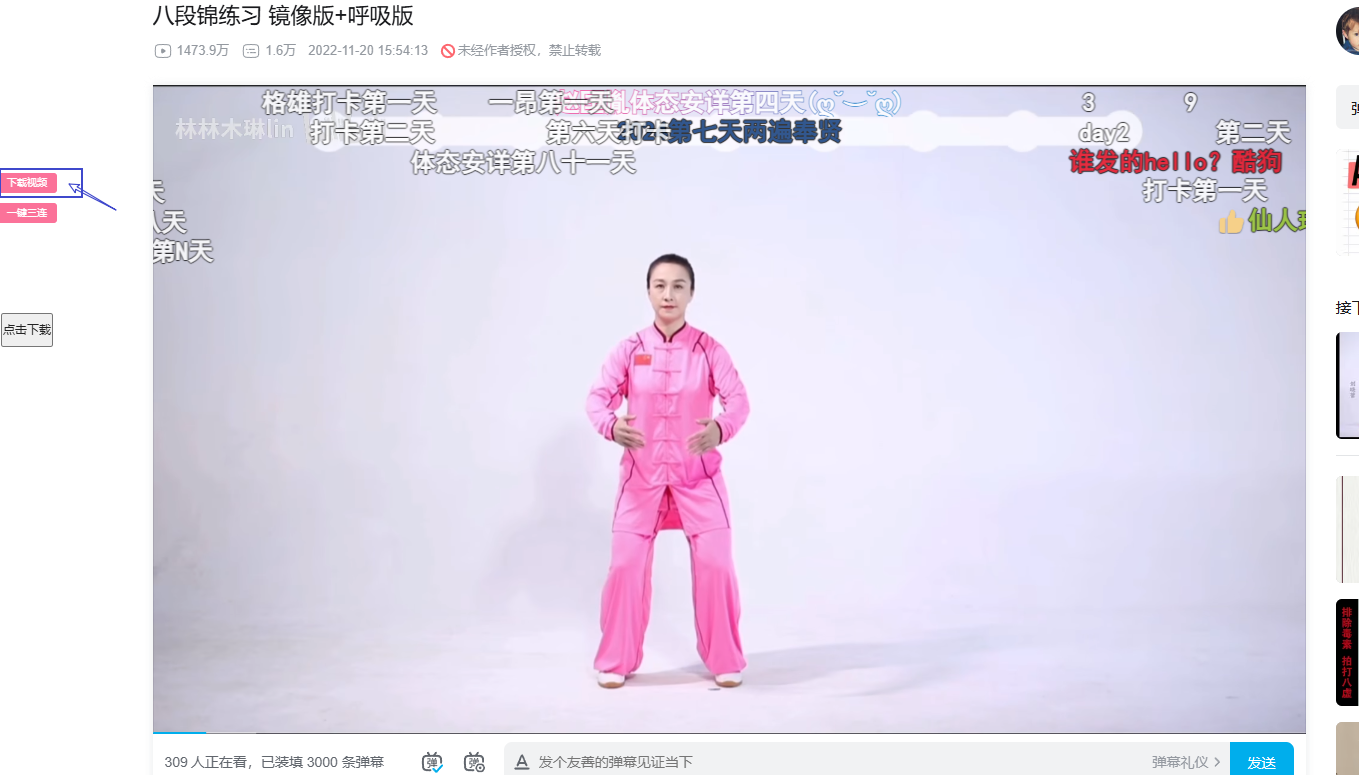 八段锦练习 镜像版+呼吸版
1473.9万 1.6万 2022-11-20 15:54:13 未经作者授权，禁止转载
格雄打卡第一天 一昂第一天 乱体态安详第四天(ღ˘⌣˘ღ) 3 9
林林木琳lin 打卡第二天 第六天打卡 第七天两遍奉贤 day2 第二天
体态安详第八十一天 谁发的hello？酷狗
下载视频
天 打卡第一天
一键三连
八天 仙人
第N天
点击下载
接下
排除毒素 拍打八虚
309 人正在看，已装填 3000 条弹幕 弹 弹 A 发个友善的弹幕见证当下 弹幕礼仪 > 发送